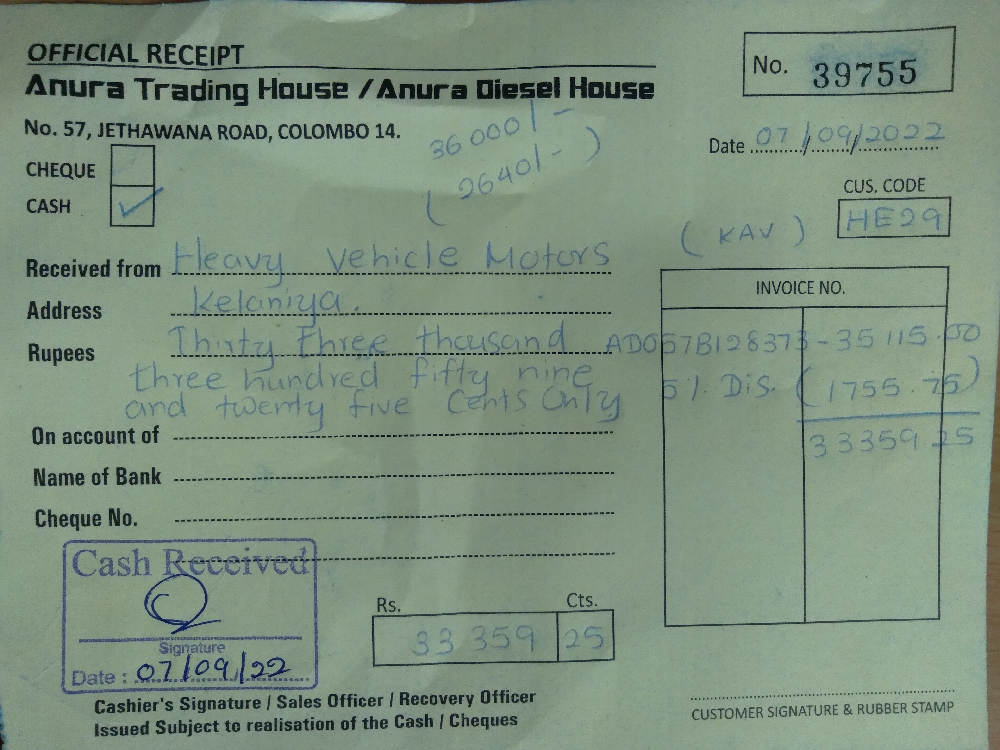 OFFICIAL RECEIPT
Anura Trading House / Anura Diesel House
No. 39755
No. 57, JETHAWANA ROAD, COLOMBO 14.
36000/-
(2640/-)
Date 07/09/2022
CHEQUE
CASH ✓
CUS. CODE
HE29
(KAV)
Received from Heavy Vehicle Motors
Address Kelaniya.
Rupees Thirty Three thousand
three hundred fifty nine
and twenty five Cents Only
INVOICE NO.
AD057B128373 - 35115.00
5%. Dis. (1755.75)
33359 25
On account of
Name of Bank
Cheque No.
Cash Received
Signature
Date : 07/09/22
Rs. Cts.
33 359 25
Cashier's Signature / Sales Officer / Recovery Officer
Issued Subject to realisation of the Cash / Cheques
CUSTOMER SIGNATURE & RUBBER STAMP